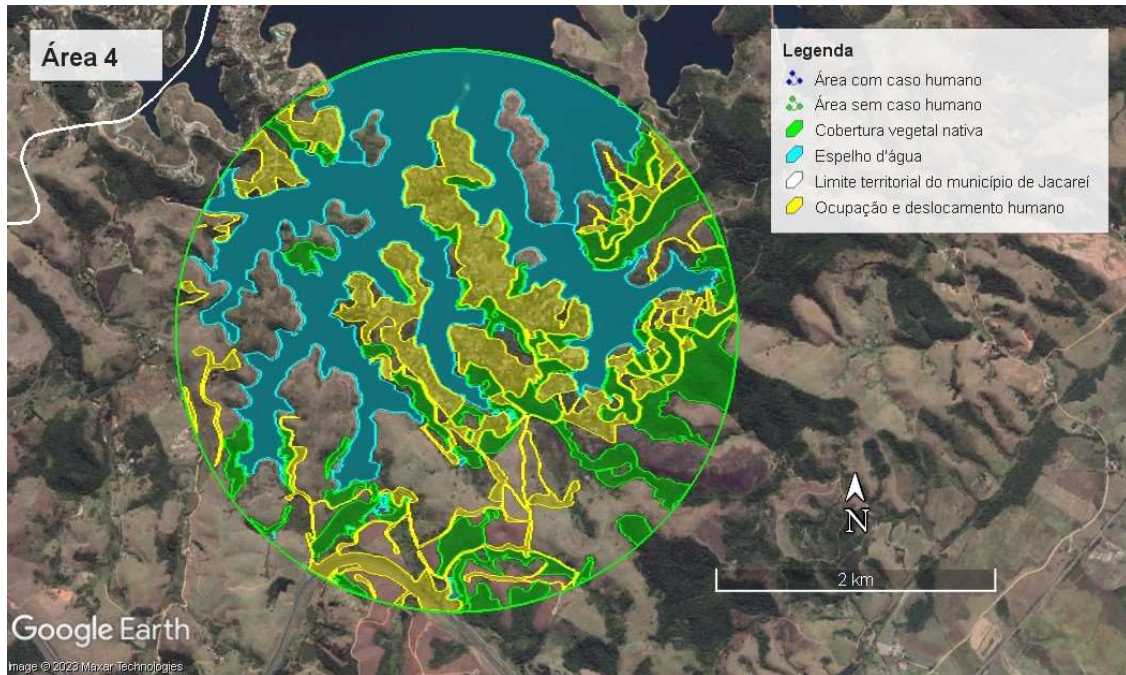 Área 4
Legenda
Área com caso humano
Área sem caso humano
Cobertura vegetal nativa
Espelho d'água
Limite territorial do município de Jacareí
Ocupação e deslocamento humano
N
2 km
Google Earth
Image © 2023 Maxar Technologies